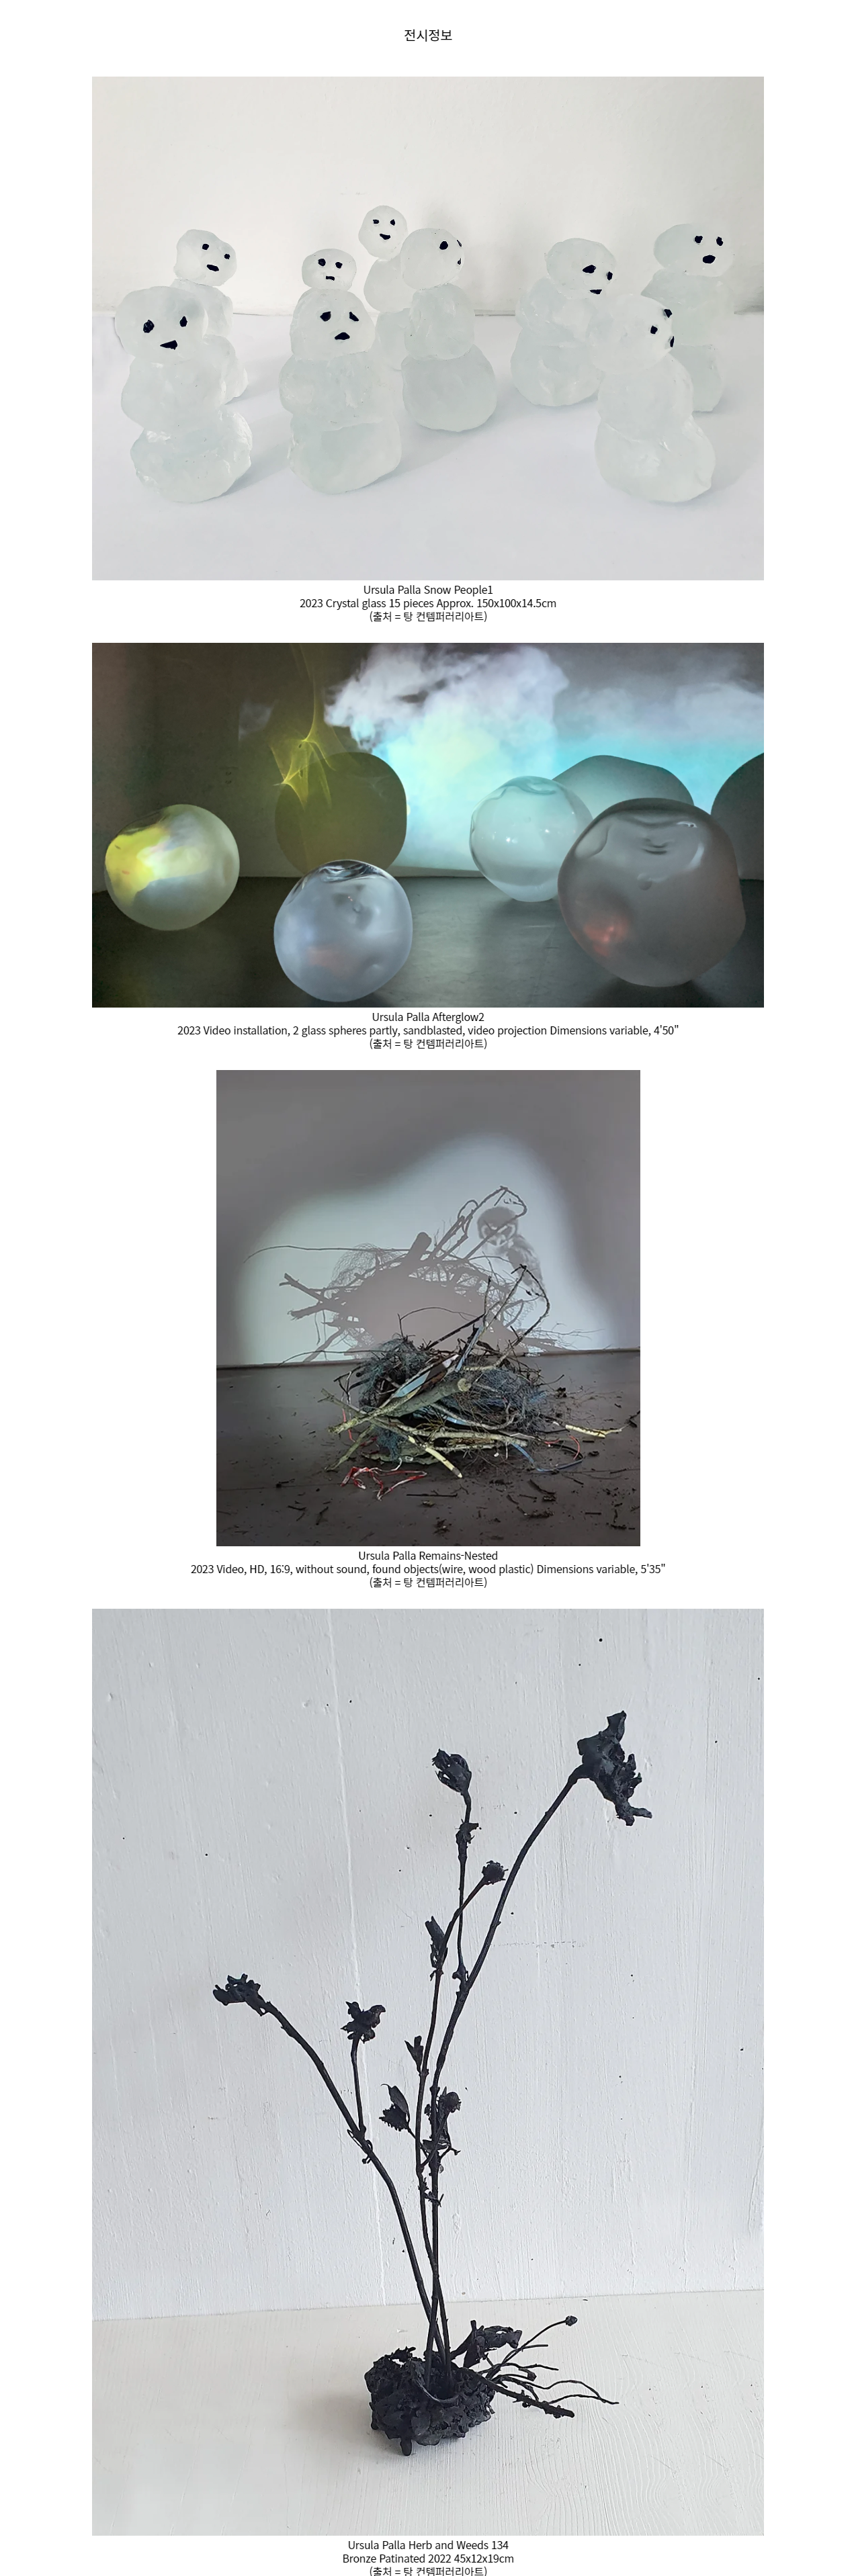 전시정보
Ursula Palla Snow People1
2023 Crystal glass 15 pieces Approx. 150x100x14.5cm
(출처 = 탕 컨템퍼러리아트)
Ursula Palla Afterglow2
2023 Video installation, 2 glass spheres partly, sandblasted, video projection Dimensions variable, 4'50"
(출처 = 탕 컨템퍼러리아트)
Ursula Palla Remains-Nested
2023 Video, HD, 16:9, without sound, found objects(wire, wood plastic) Dimensions variable, 5'35"
(출처 = 탕 컨템퍼러리아트)
Ursula Palla Herb and Weeds 134
Bronze Patinated 2022 45x12x19cm
(출처 = 탕 컨템퍼러리아트)